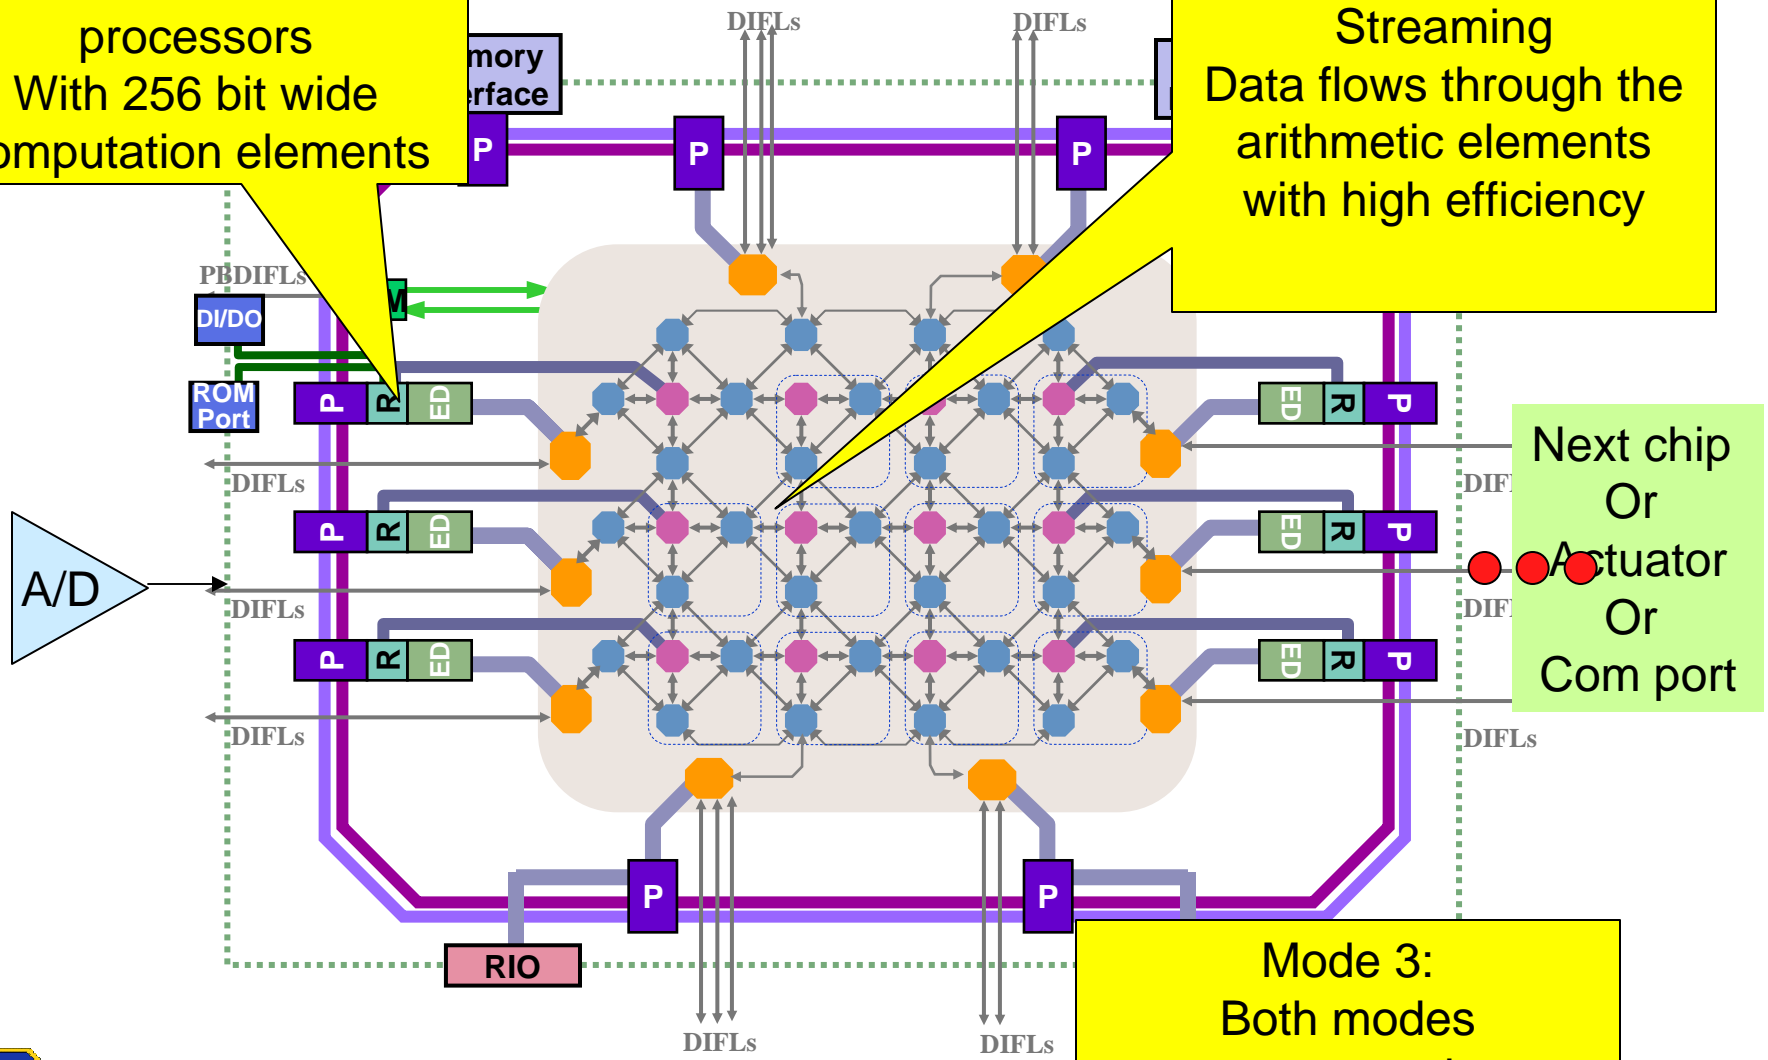 processors
With 256 bit wide
omputation elements
mory
erface
P
DIFLs
P
DIFLs
P
Streaming
Data flows through the
arithmetic elements
with high efficiency
PBDIFLs
M
DI/DO
ROM
Port
P
R
ED
DIFLs
P
R
ED
DIFLs
P
R
ED
DIFLs
A/D
ED
R
P
DIF
ED
R
P
DIF
ED
R
P
DIFLs
Next chip
Or
Actuator
Or
Com port
P
P
RIO
DIFLs
DIFLs
Mode 3:
Both modes